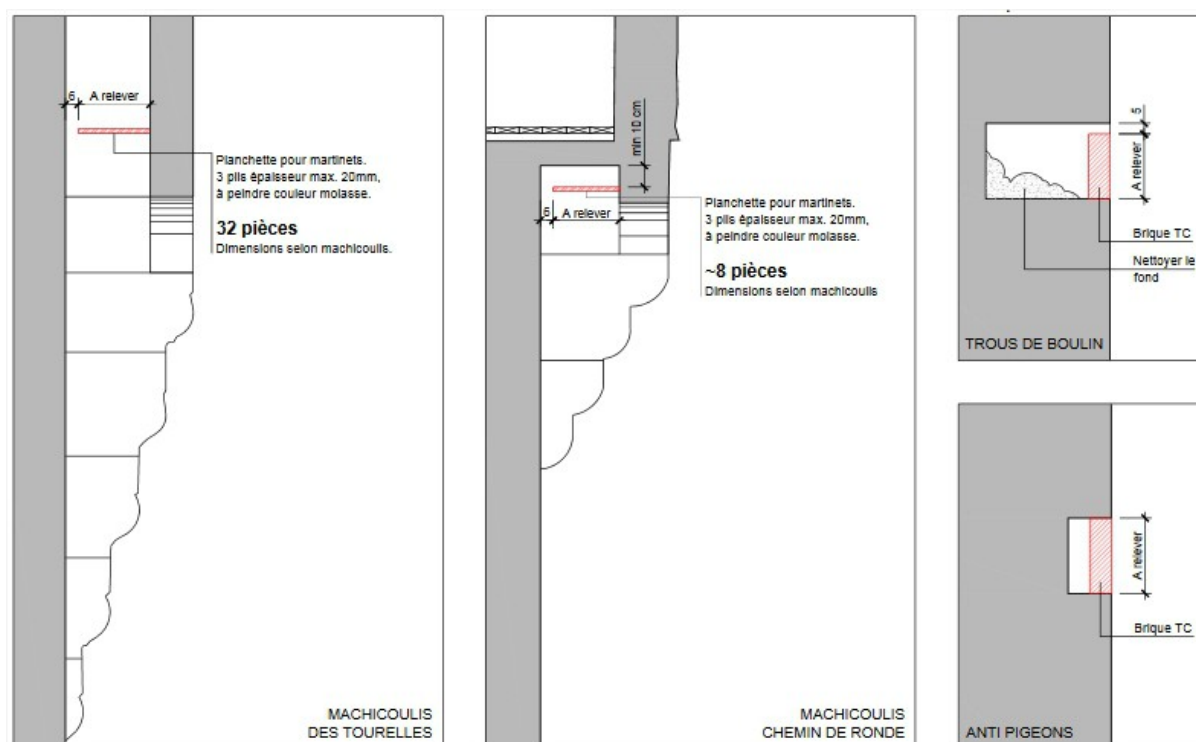 6 A relever
Planchette pour martinets.
3 plis épaisseur max. 20mm,
à peindre couleur molasse.
32 pièces
Dimensions selon machicoulis.
MACHICOULIS
DES TOURELLES
min 10 cm
6 A relever
Planchette pour martinets.
3 plis épaisseur max. 20mm,
à peindre couleur molasse.
~8 pièces
Dimensions selon machicoulis
MACHICOULIS
CHEMIN DE RONDE
5
A relever
Brique TC
Nettoyer le
fond
TROUS DE BOULIN
A relever
Brique TC
ANTI PIGEONS